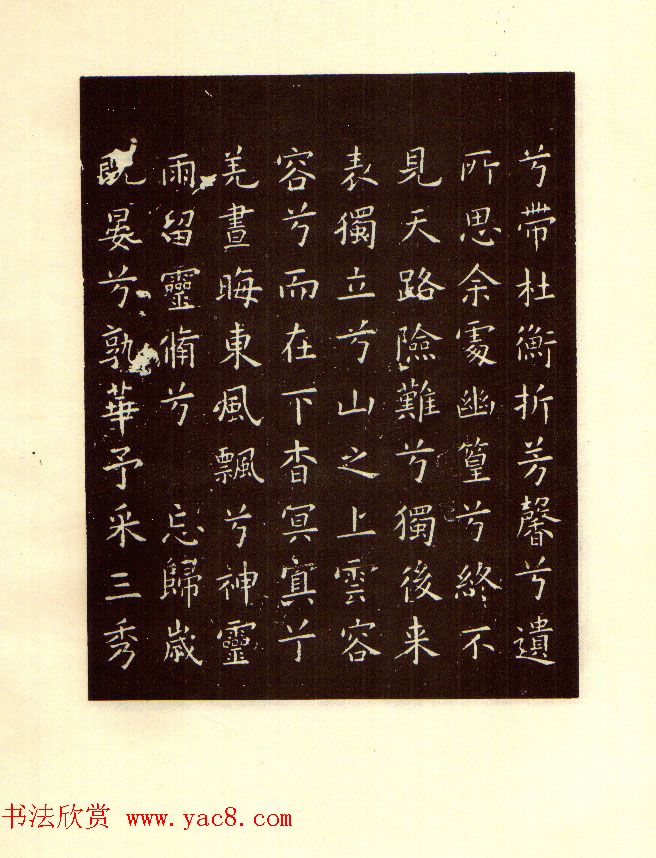 兮帶杜衡折芳馨兮遺
所思余處幽篁兮終不
見天路險難兮獨後来
表獨立兮山之上雲容
容兮而在下杳冥冥兮
羌晝晦東風飄兮神靈
雨留靈脩兮 忘歸歲
既晏兮孰華予采三秀
书法欣赏 www.yac8.com